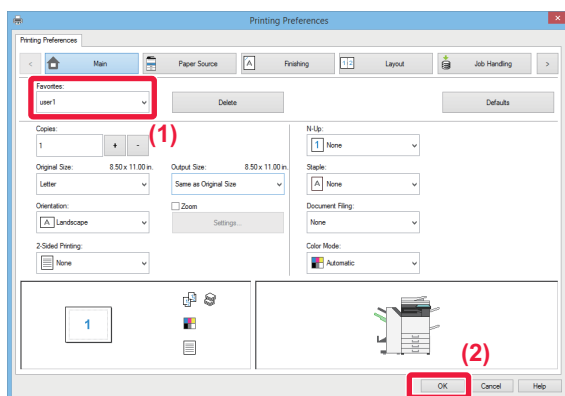 Printing Preferences
Printing Preferences
< Main Paper Source A Finishing 1 2 Layout Job Handling >
Favorites:
user1 Delete Defaults
(1)
Copies: N-Up:
1 + - 1 None
Original Size: 8.50 x 11.00 in. Output Size: 8.50 x 11.00 in. Staple:
Letter Same as Original Size A None
Orientation: Zoom Document Filing:
A Landscape Settings... None
2-Sided Printing: Color Mode:
None Automatic
1
(2)
OK Cancel Help